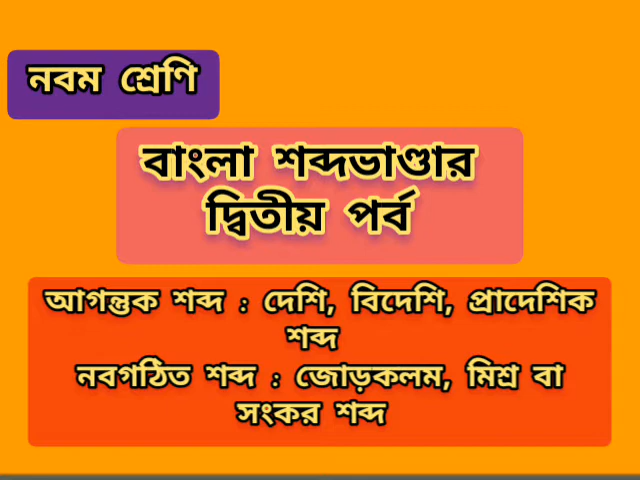 নবম শ্রেণি
বাংলা শব্দভাণ্ডার
দ্বিতীয় পর্ব
আগন্তুক শব্দ : দেশি, বিদেশি, প্রাদেশিক
শব্দ
নবগঠিত শব্দ : জোড়কলম, মিশ্র বা
সংকর শব্দ